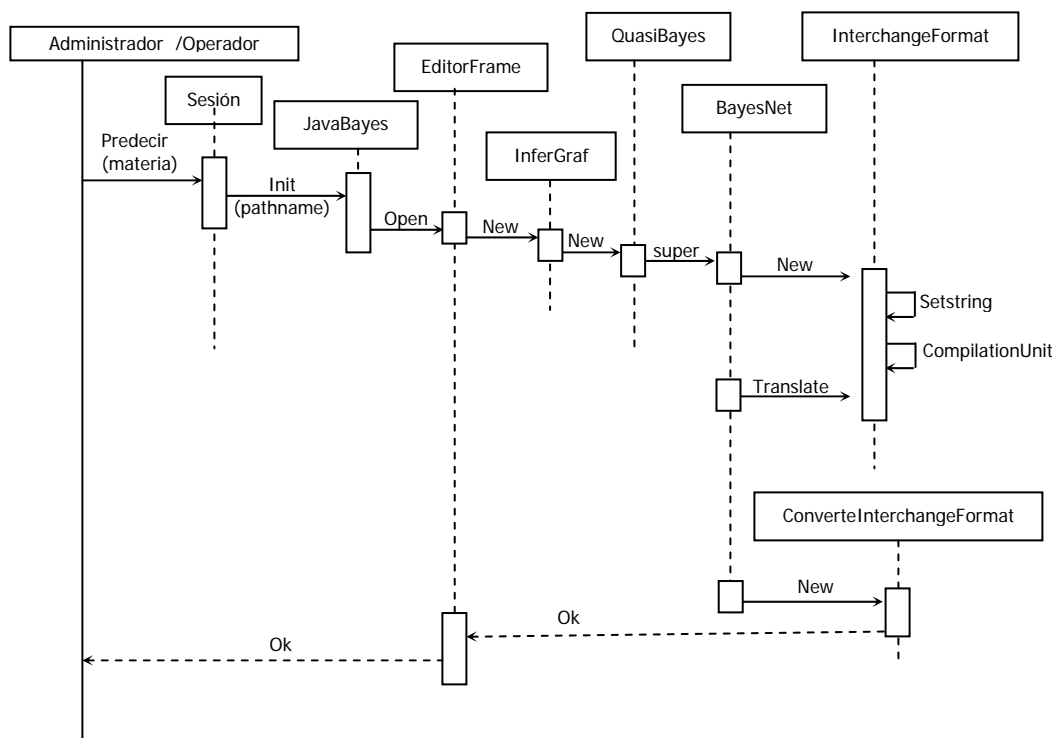 QuasiBayes
InterchangeFormat
Administrador /Operador
EditorFrame
Sesión
BayesNet
JavaBayes
Predecir
(materia)
InferGraf
Init
(pathname)
Open
New
New
super
New
Setstring
CompilationUnit
Translate
ConverteInterchangeFormat
New
Ok
Ok